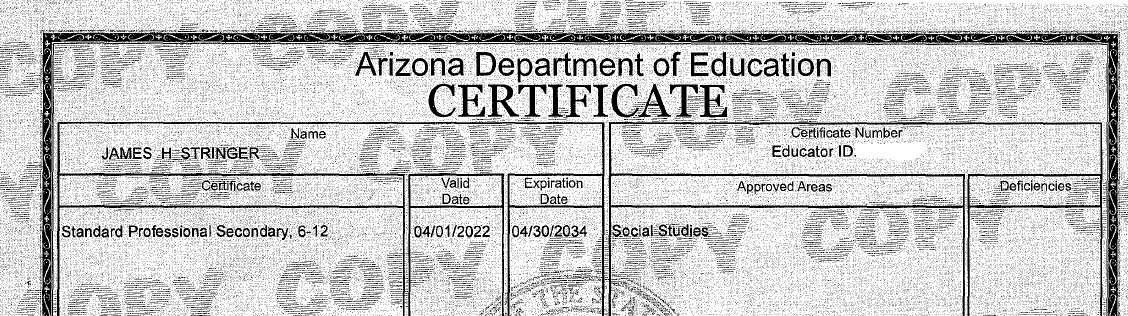 Arizona Department of Education
CERTIFICATE
Name
Certificate Number
JAMES H STRINGER
Educator ID.
Certificate
Valid Date
Expiration Date
Approved Areas
Deficiencies
Standard Professional Secondary, 6-12
04/01/2022
04/30/2034
Social Studies
COPY COPY COPY COPY
COPY COPY COPY COPY
THE STA